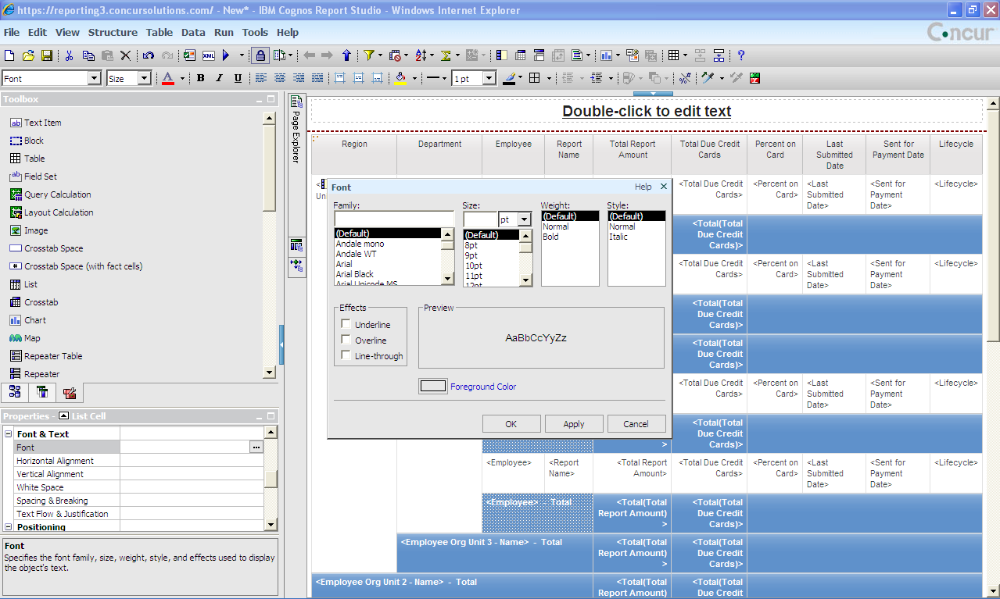 https://reporting3.concursolutions.com/ - New* - IBM Cognos Report Studio - Windows Internet Explorer
File Edit View Structure Table Data Run Tools Help
Concur
Font Size A B I U 1 pt
Toolbox
Text Item
Block
Table
Field Set
Query Calculation
Layout Calculation
Image
Crosstab Space
Crosstab Space (with fact cells)
List
Crosstab
Chart
Map
Repeater Table
Repeater
Properties - List Cell
Font & Text
Font
Horizontal Alignment
Vertical Alignment
White Space
Spacing & Breaking
Text Flow & Justification
Positioning
Font
Specifies the font family, size, weight, style, and effects used to display
the object's text.
Page Explorer
Double-click to edit text
Region Department Employee Report Name Total Report Amount Total Due Credit Cards Percent on Card Last Submitted Date Sent for Payment Date Lifecycle
<Total Due Credit Cards> <Percent on Card> <Last Submitted Date> <Sent for Payment Date> <Lifecycle>
<Total(Total Due Credit Cards)>
<Total Due Credit Cards> <Percent on Card> <Last Submitted Date> <Sent for Payment Date> <Lifecycle>
<Total(Total Due Credit Cards)>
<Total(Total Due Credit Cards)>
<Total Due Credit Cards> <Percent on Card> <Last Submitted Date> <Sent for Payment Date> <Lifecycle>
<Total(Total Due Credit Cards)>
<Employee> <Report Name> <Total Report Amount> <Total Due Credit Cards> <Percent on Card> <Last Submitted Date> <Sent for Payment Date> <Lifecycle>
<Employee> - Total <Total(Total Report Amount)> <Total(Total Due Credit Cards)>
<Employee Org Unit 3 - Name> - Total <Total(Total Report Amount)> <Total(Total Due Credit Cards)>
<Employee Org Unit 2 - Name> - Total <Total(Total Report Amount) <Total(Total Due Credit
Font Help
Family: Size: Weight: Style:
pt
(Default)
Andale mono
Andale WT
Arial
Arial Black
Arial Unicode MS
(Default)
8pt
9pt
10pt
11pt
12pt
(Default)
Normal
Bold
(Default)
Normal
Italic
Effects
Underline
Overline
Line-through
Preview
AaBbCcYyZz
Foreground Color
OK Apply Cancel